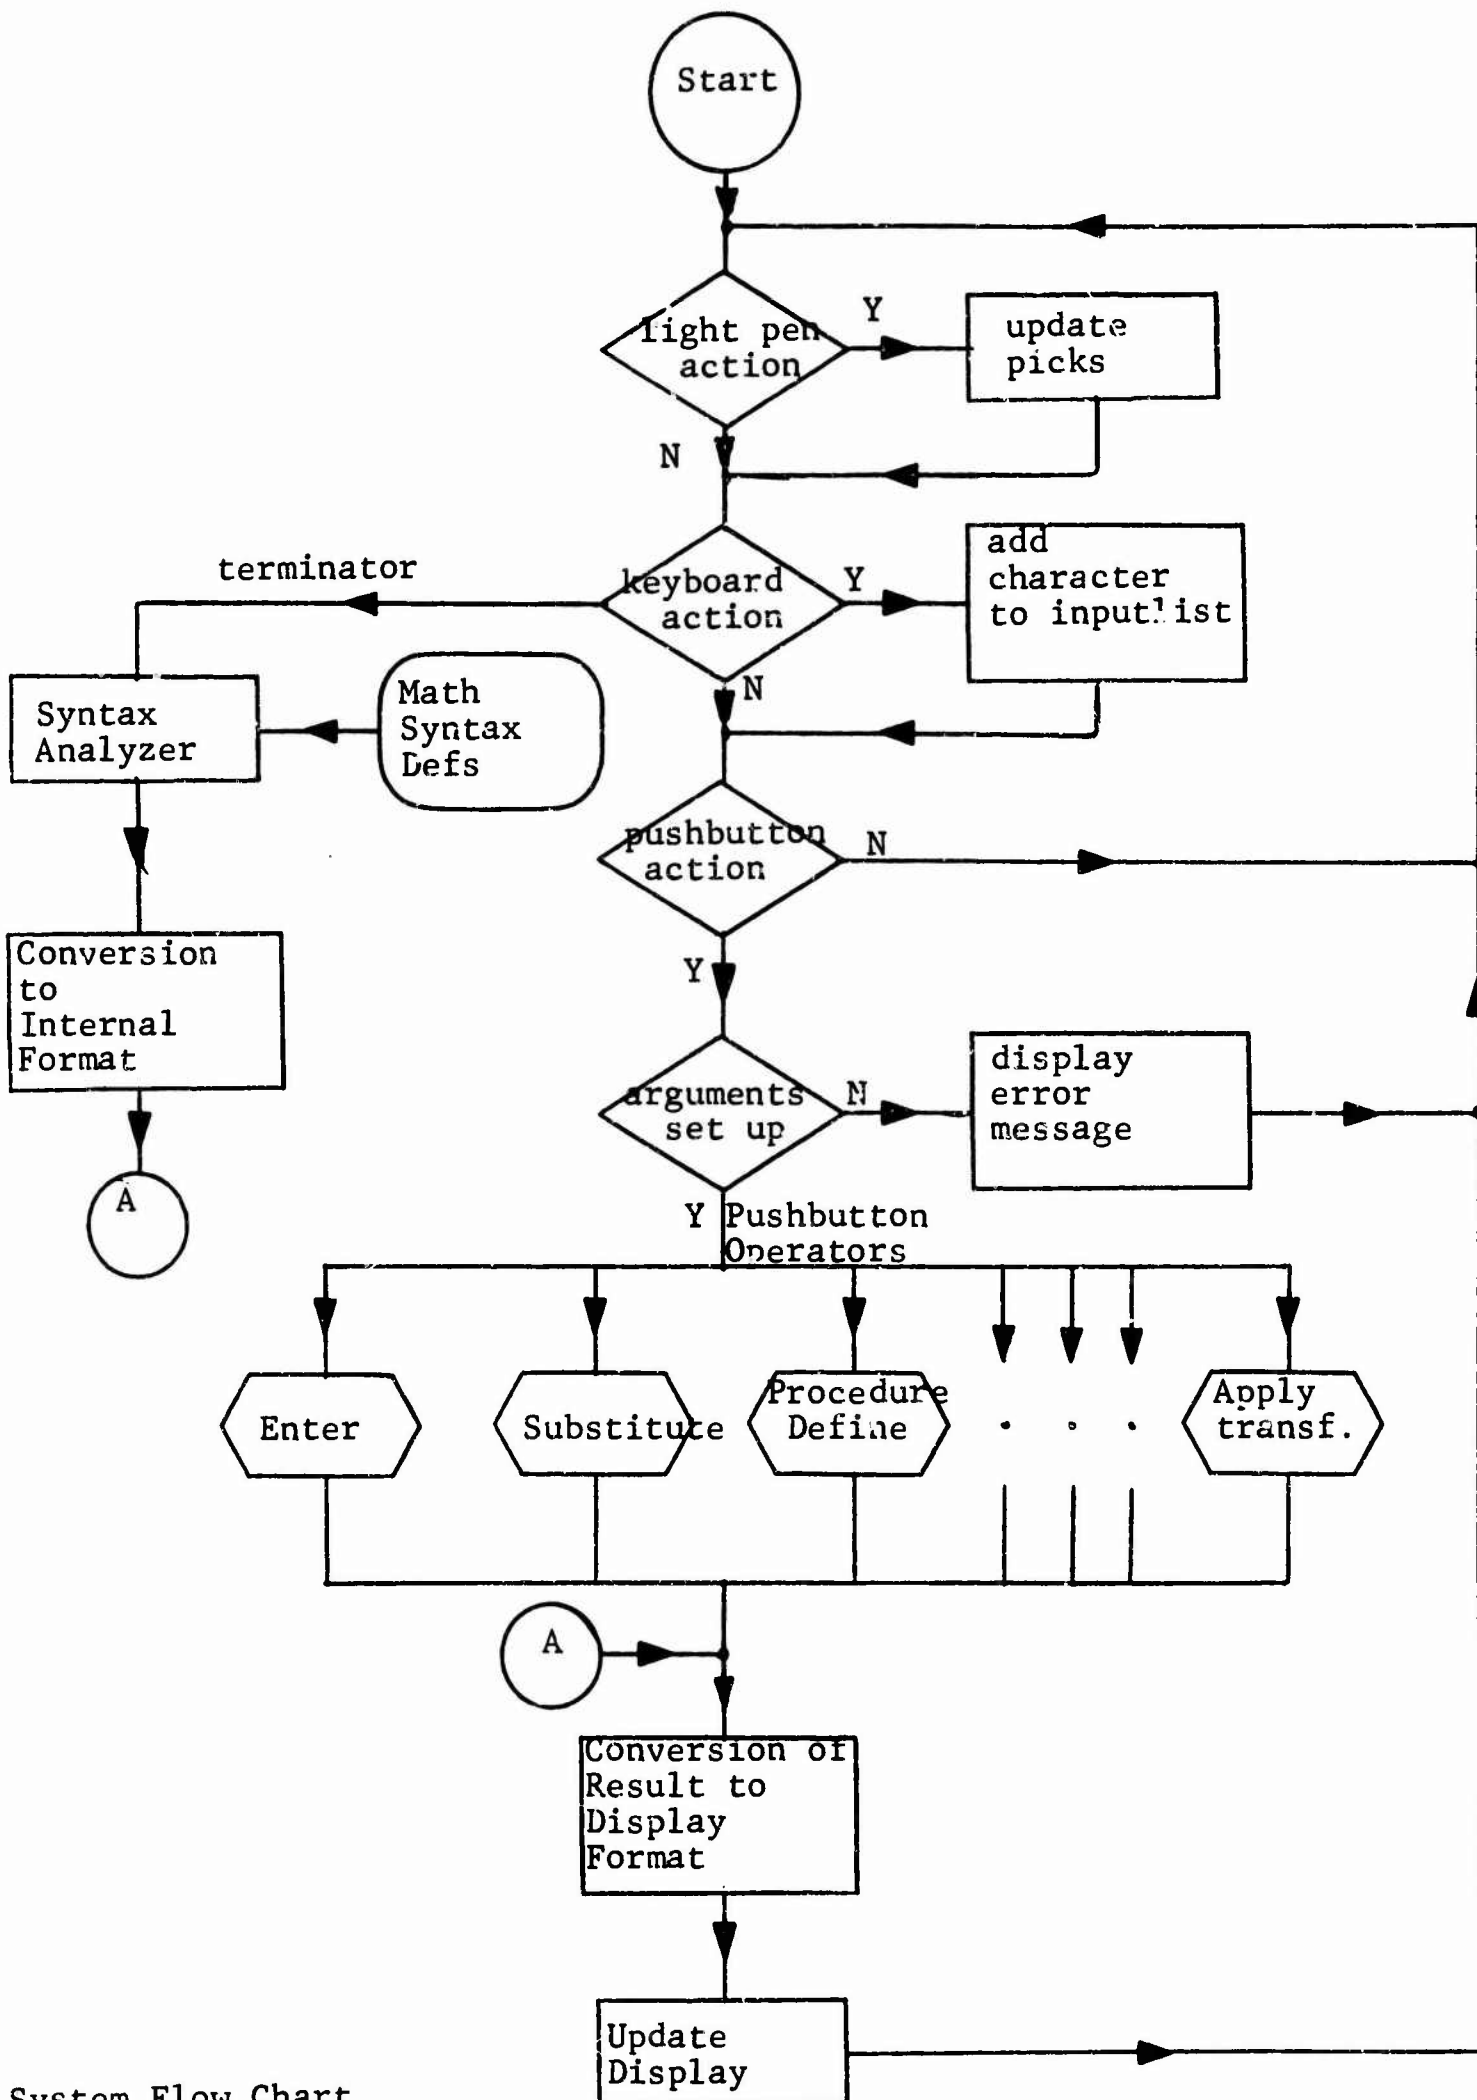 Start
Y
light pen
action
update
picks
N
terminator
keyboard
action
Y
add
character
to input list
N
Syntax
Analyzer
Math
Syntax
Defs
pushbutton
action
N
Y
Conversion
to
Internal
Format
arguments
set up
N
display
error
message
A
Y
Pushbutton
Operators
Enter
Substitute
Procedure
Define
. . .
Apply
transf.
A
Conversion of
Result to
Display
Format
Update
Display
System Flow Chart